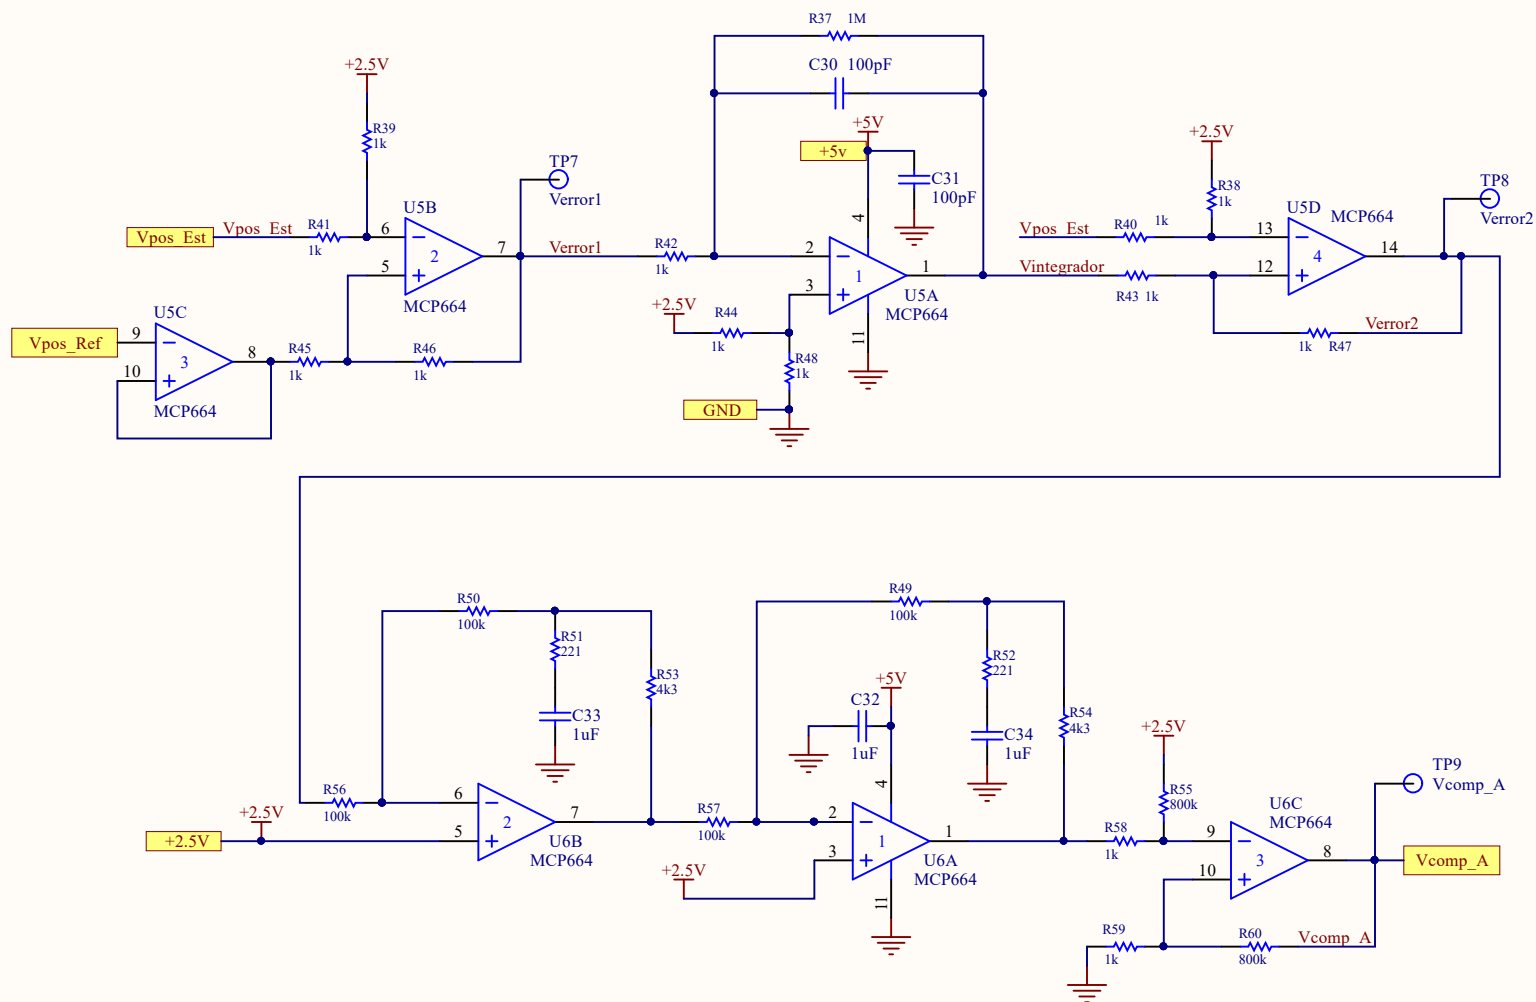 R37 1M
C30 100pF
+2.5V
R39
1k
+5V
+5v
C31
100pF
4
TP7
Verror1
U5B
Vpos_Est
Vpos_Est
R41
1k
6
5
2
7
MCP664
Verror1
R42
1k
2
3
1
1
U5A
MCP664
11
+2.5V
R44
1k
R48
1k
GND
U5C
Vpos_Ref
9
10
3
8
MCP664
R45
1k
R46
1k
+2.5V
R38
1k
Vpos_Est
R40
1k
Vintegrador
R43 1k
U5D
MCP664
13
12
4
14
TP8
Verror2
Verror2
1k R47
R50
100k
R51
221
C33
1uF
R53
4k3
R56
100k
+2.5V
+2.5V
6
5
2
7
U6B
MCP664
R57
100k
R49
100k
R52
221
C34
1uF
R54
4k3
+5V
C32
1uF
4
2
3
1
1
U6A
MCP664
11
+2.5V
+2.5V
R55
800k
R58
1k
U6C
MCP664
9
10
3
8
TP9
Vcomp_A
Vcomp_A
R59
1k
R60
800k
Vcomp_A